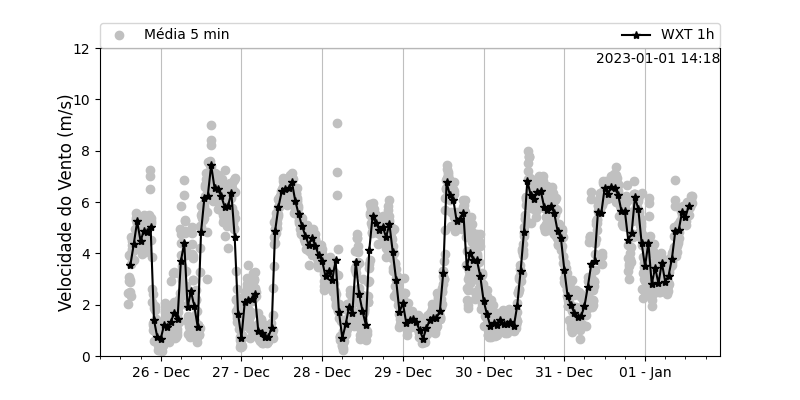 Média 5 min
WXT 1h
2023-01-01 14:18
Velocidade do Vento (m/s)
12
10
8
6
4
2
0
26 - Dec
27 - Dec
28 - Dec
29 - Dec
30 - Dec
31 - Dec
01 - Jan